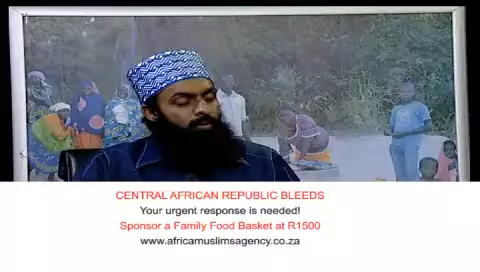 CENTRAL AFRICAN REPUBLIC BLEEDS
Your urgent response is needed!
Sponsor a Family Food Basket at R1500
www.africamuslimsagency.co.za